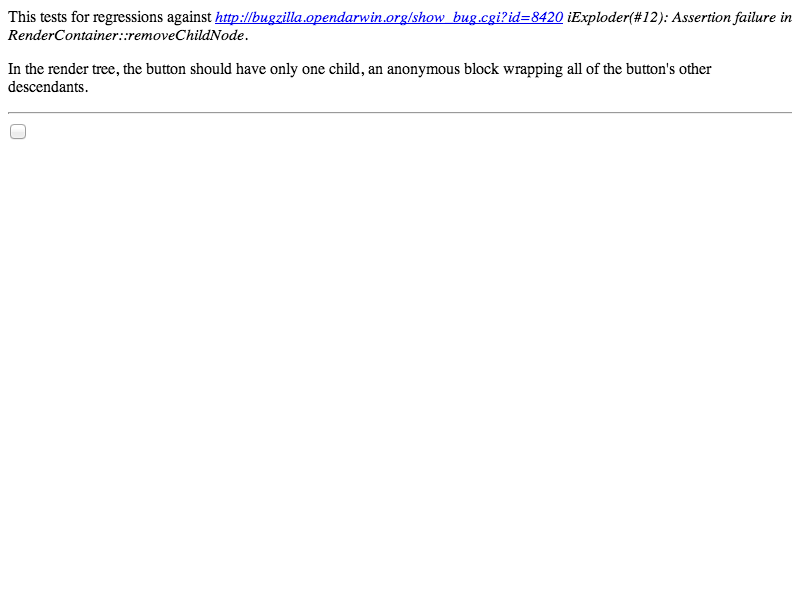 This tests for regressions against http://bugzilla.opendarwin.org/show_bug.cgi?id=8420 iExploder(#12): Assertion failure in
RenderContainer::removeChildNode.
In the render tree, the button should have only one child, an anonymous block wrapping all of the button's other
descendants.